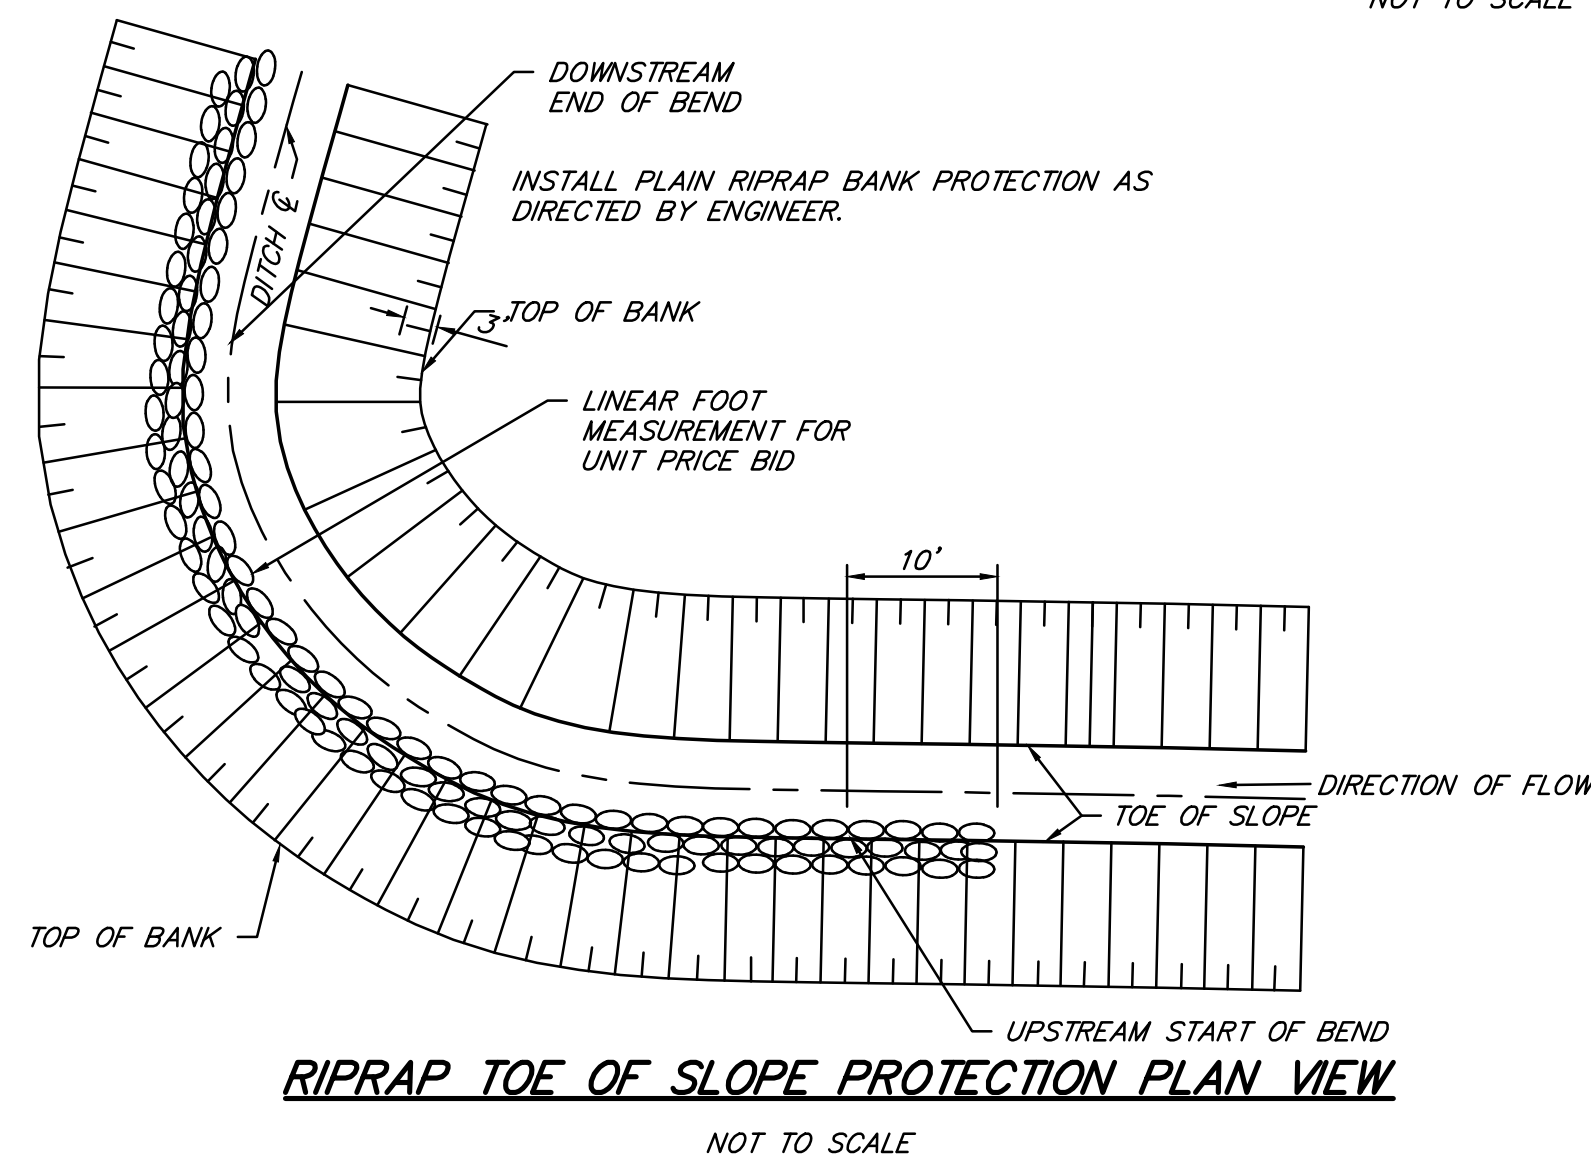 NOT TO SCALE
DOWNSTREAM
END OF BEND
INSTALL PLAIN RIPRAP BANK PROTECTION AS
DIRECTED BY ENGINEER.
DITCH ℄
3'
TOP OF BANK
LINEAR FOOT
MEASUREMENT FOR
UNIT PRICE BID
10'
DIRECTION OF FLOW
TOE OF SLOPE
TOP OF BANK
UPSTREAM START OF BEND
RIPRAP TOE OF SLOPE PROTECTION PLAN VIEW
NOT TO SCALE